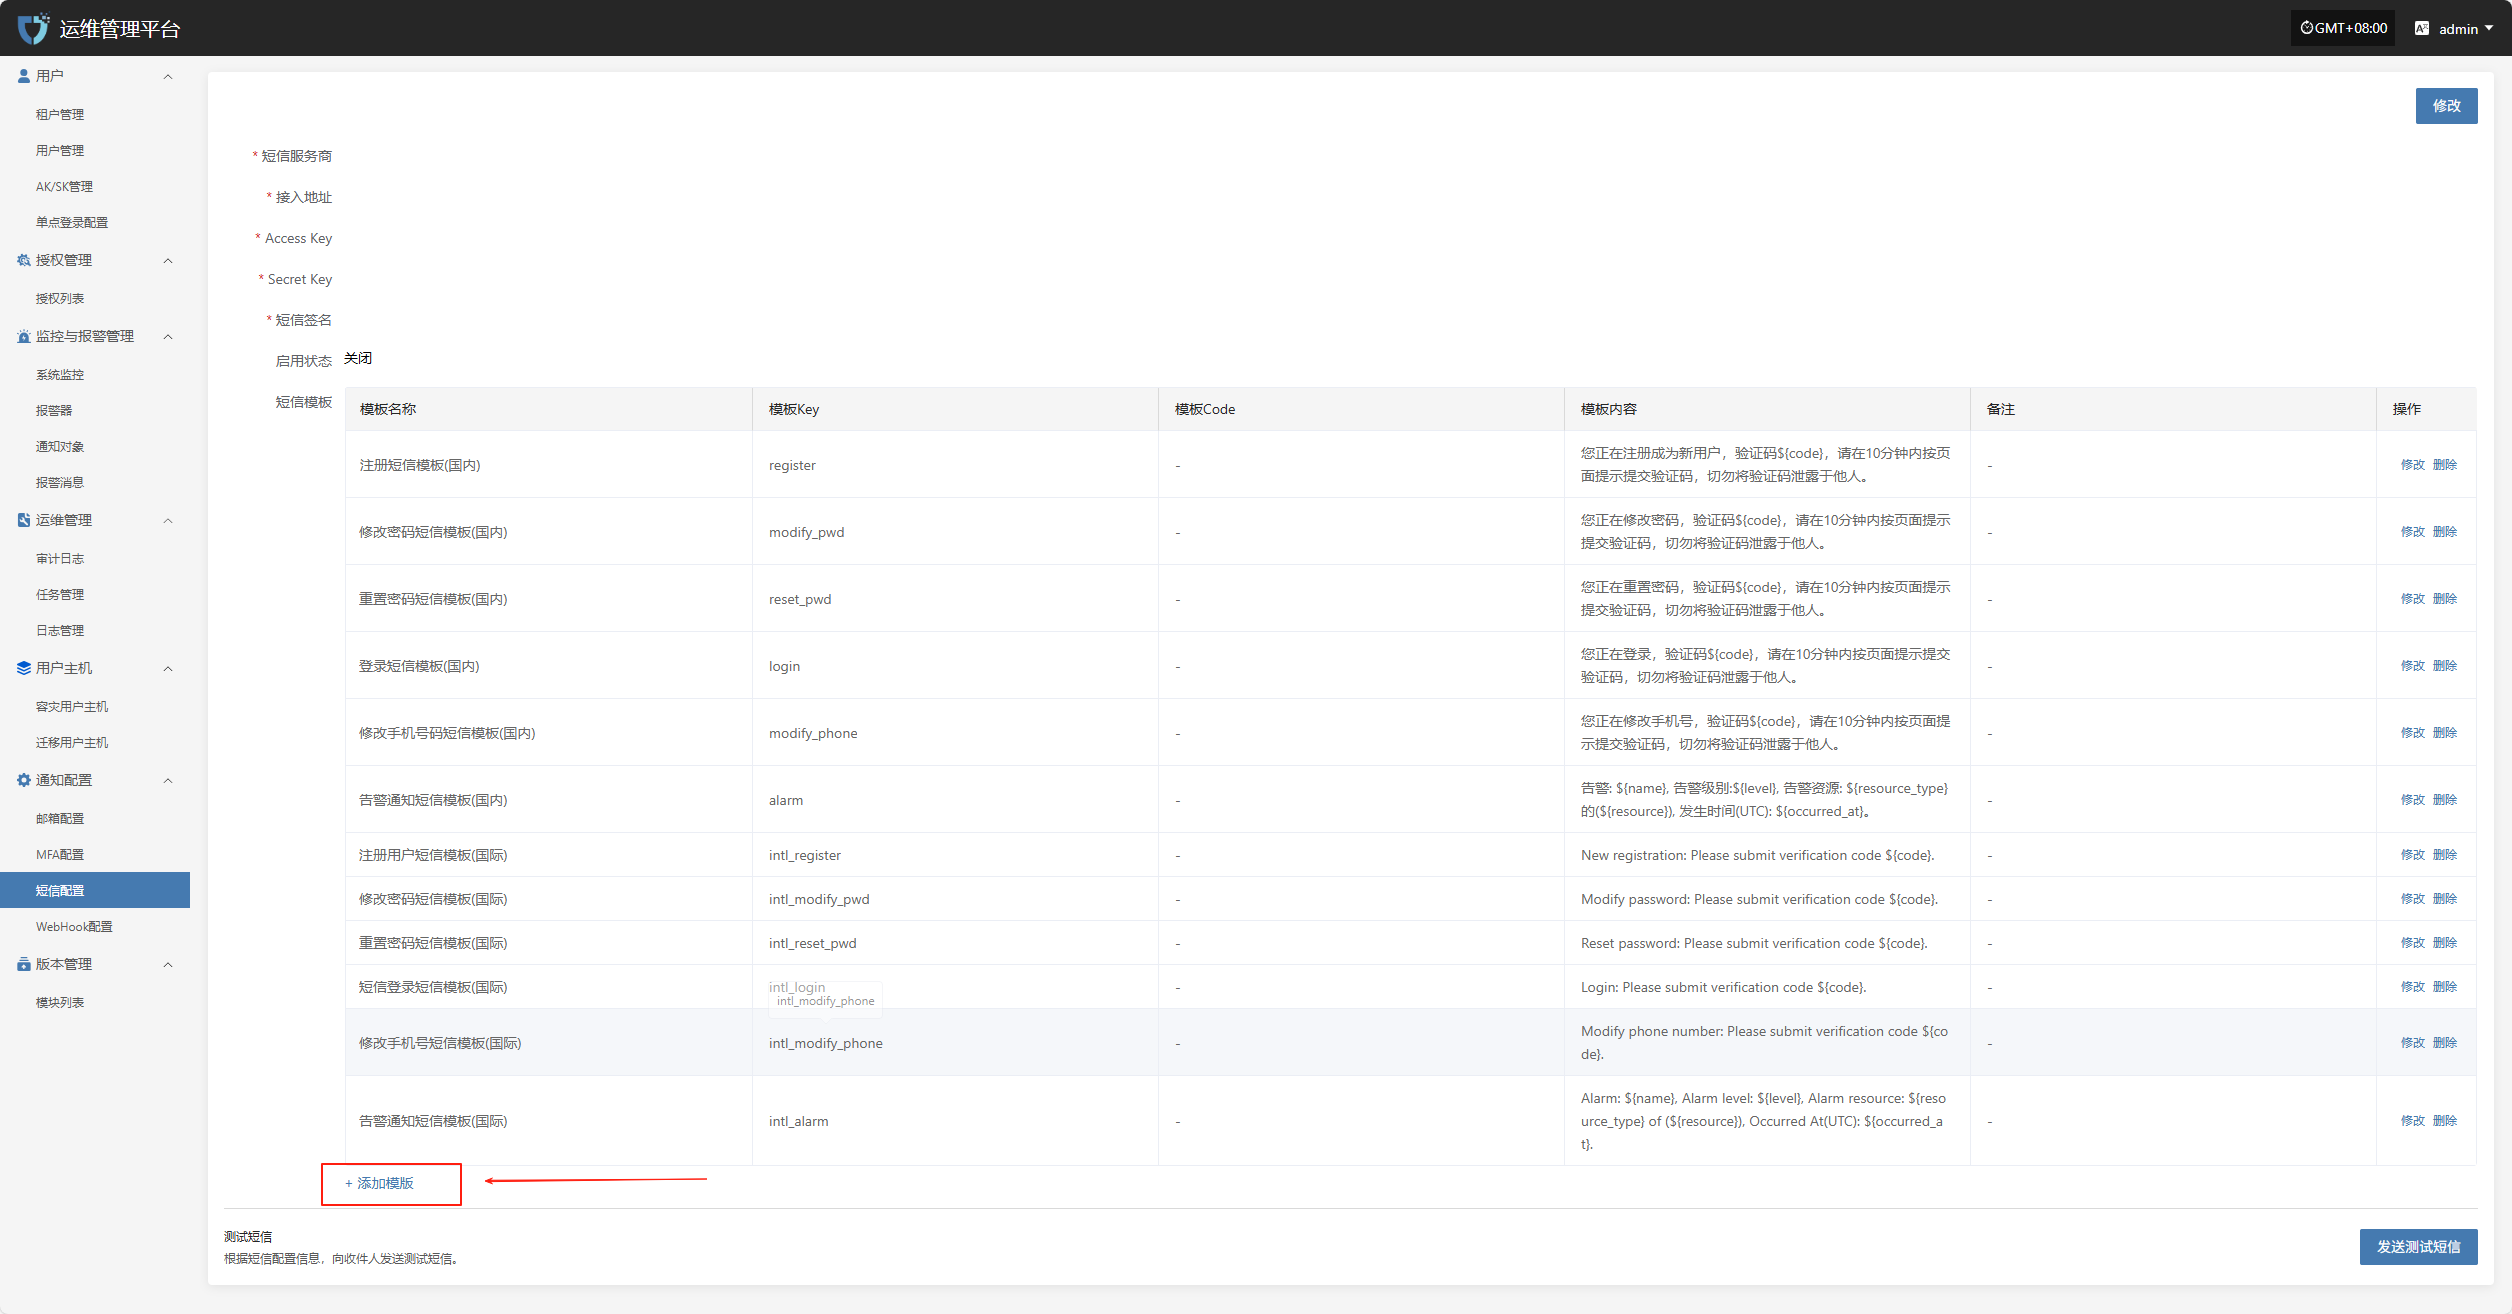 运维管理平台
GMT+08:00
admin
用户
租户管理
用户管理
AK/SK管理
单点登录配置
授权管理
授权列表
监控与报警管理
系统监控
报警器
通知对象
报警消息
运维管理
审计日志
任务管理
日志管理
用户主机
容灾用户主机
迁移用户主机
通知配置
邮箱配置
MFA配置
短信配置
WebHook配置
版本管理
模块列表
修改
* 短信服务商
* 接入地址
* Access Key
* Secret Key
* 短信签名
启用状态 关闭
短信模板
模板名称 模板Key 模板Code 模板内容 备注 操作
注册短信模板(国内) register - 您正在注册成为新用户，验证码${code}，请在10分钟内按页
面提示提交验证码，切勿将验证码泄露于他人。 - 修改 删除
修改密码短信模板(国内) modify_pwd - 您正在修改密码，验证码${code}，请在10分钟内按页面提示
提交验证码，切勿将验证码泄露于他人。 - 修改 删除
重置密码短信模板(国内) reset_pwd - 您正在重置密码，验证码${code}，请在10分钟内按页面提示
提交验证码，切勿将验证码泄露于他人。 - 修改 删除
登录短信模板(国内) login - 您正在登录，验证码${code}，请在10分钟内按页面提示提交
验证码，切勿将验证码泄露于他人。 - 修改 删除
修改手机号码短信模板(国内) modify_phone - 您正在修改手机号，验证码${code}，请在10分钟内按页面提
示提交验证码，切勿将验证码泄露于他人。 - 修改 删除
告警通知短信模板(国内) alarm - 告警: ${name}, 告警级别:${level}, 告警资源: ${resource_type}
的(${resource}), 发生时间(UTC): ${occurred_at}。 - 修改 删除
注册用户短信模板(国际) intl_register - New registration: Please submit verification code ${code}. - 修改 删除
修改密码短信模板(国际) intl_modify_pwd - Modify password: Please submit verification code ${code}. - 修改 删除
重置密码短信模板(国际) intl_reset_pwd - Reset password: Please submit verification code ${code}. - 修改 删除
短信登录短信模板(国际) intl_login - Login: Please submit verification code ${code}. - 修改 删除
intl_modify_phone
修改手机号短信模板(国际) intl_modify_phone - Modify phone number: Please submit verification code ${co
de}. - 修改 删除
告警通知短信模板(国际) intl_alarm - Alarm: ${name}, Alarm level: ${level}, Alarm resource: ${reso
urce_type} of (${resource}), Occurred At(UTC): ${occurred_a
t}. - 修改 删除
+ 添加模版
测试短信
根据短信配置信息，向收件人发送测试短信。
发送测试短信